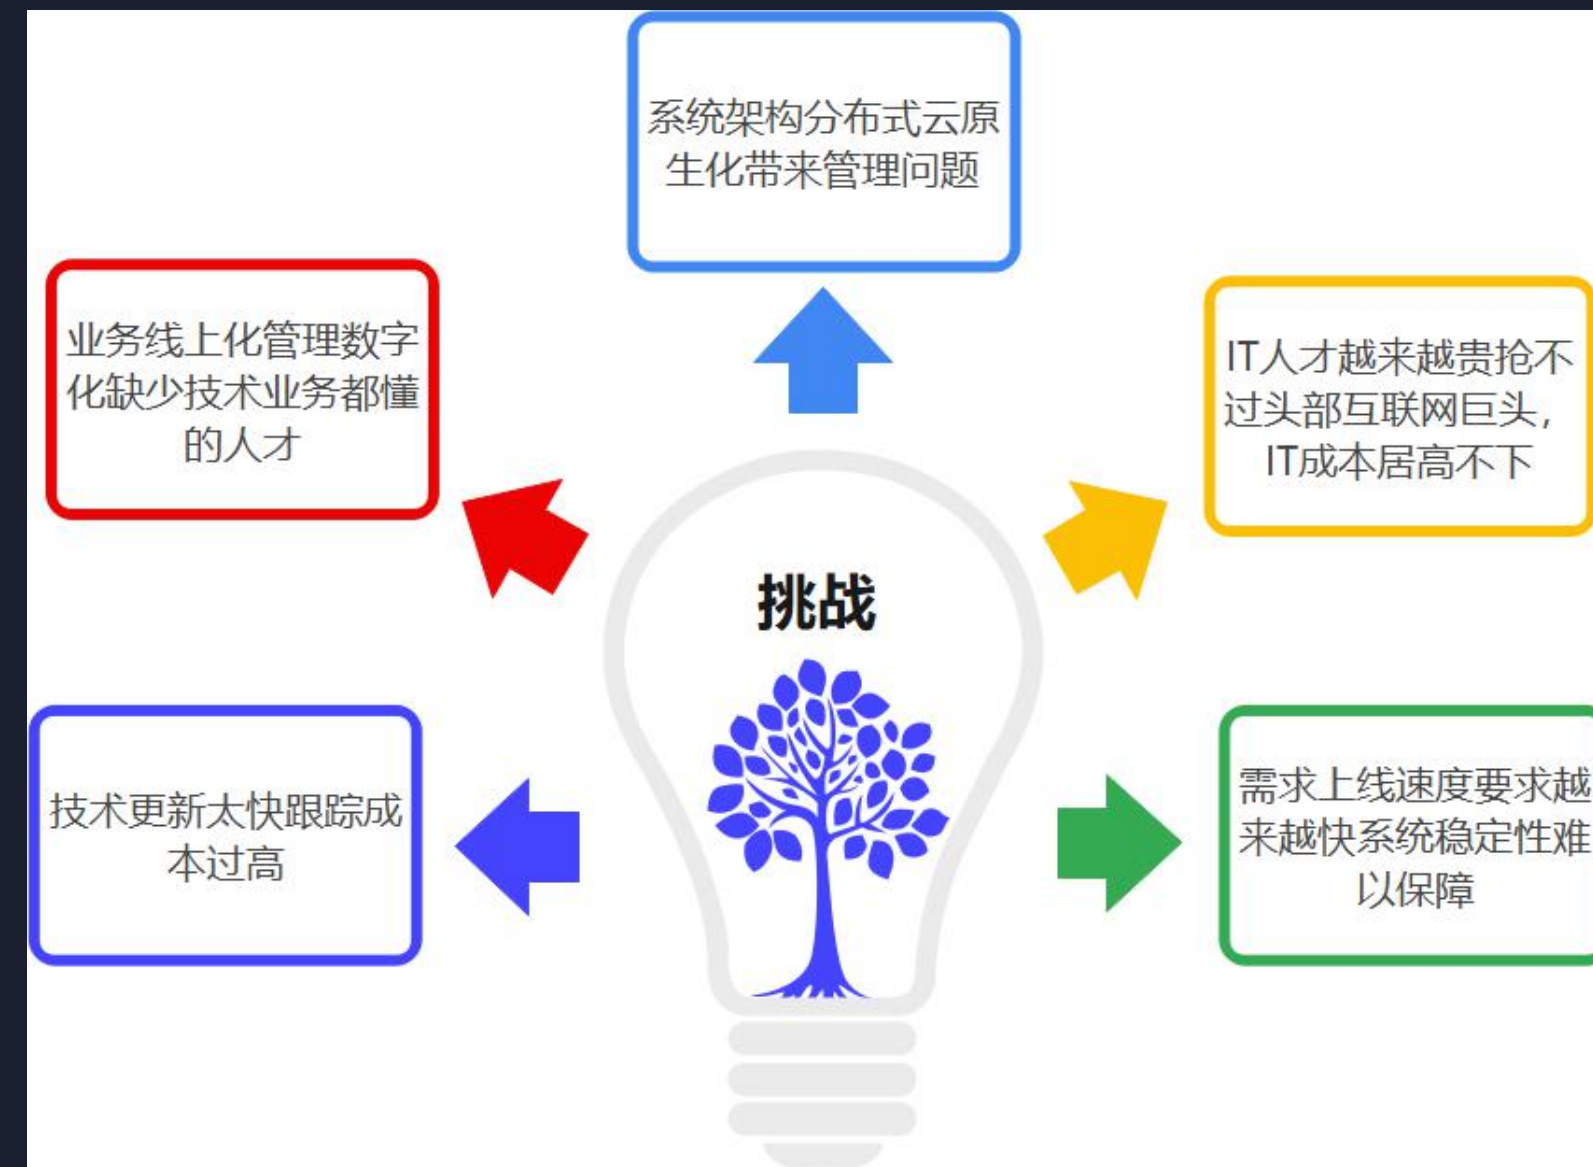 系统架构分布式云原
生化带来管理问题
业务线上化管理数字
化缺少技术业务都懂
的人才
IT人才越来越贵抢不
过头部互联网巨头，
IT成本居高不下
挑战
技术更新太快跟踪成
本过高
需求上线速度要求越
来越快系统稳定性难
以保障